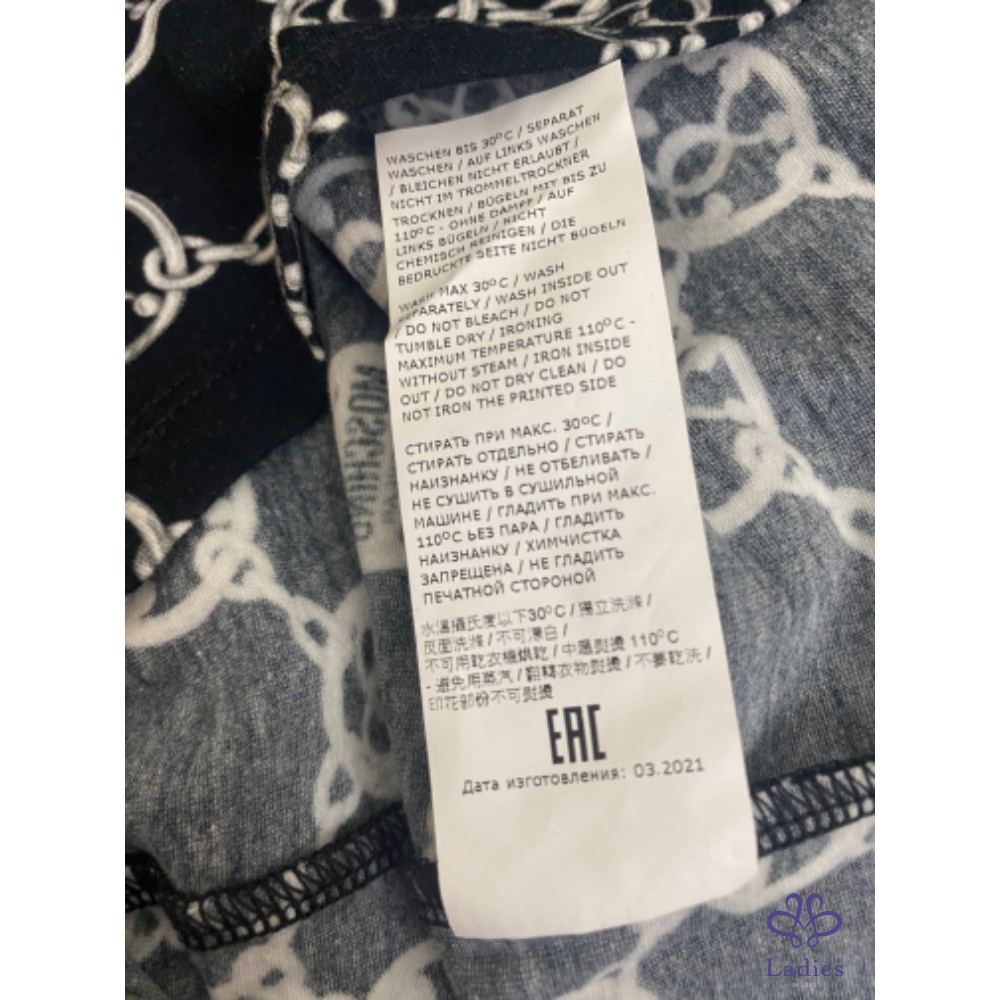 WASCHEN BIS 30°C / SEPARAT
WASCHEN / AUF LINKS WASCHEN
/ BLEICHEN NICHT ERLAUBT /
NICHT IM TROMMELTROCKNER
TROCKNEN / BÜGELN MIT BIS ZU
110°C - OHNE DAMPF / AUF
LINKS BÜGELN / NICHT
CHEMISCH REINIGEN / DIE
BEDRUCKTE SEITE NICHT BÜGELN
WASH MAX 30°C / WASH
PARATELY / WASH INSIDE OUT
/ DO NOT BLEACH / DO NOT
TUMBLE DRY / IRONING
MAXIMUM TEMPERATURE 110°C -
WITHOUT STEAM / IRON INSIDE
OUT / DO NOT DRY CLEAN / DO
NOT IRON THE PRINTED SIDE
СТИРАТЬ ПРИ МАКС. 30°C /
СТИРАТЬ ОТДЕЛЬНО / СТИРАТЬ
НАИЗНАНКУ / НЕ ОТБЕЛИВАТЬ /
НЕ СУШИТЬ В СУШИЛЬНОЙ
МАШИНЕ / ГЛАДИТЬ ПРИ МАКС.
110°C ЬЕЗ ПАРА / ГЛАДИТЬ
НАИЗНАНКУ / ХИМЧИСТКА
ЗАПРЕЩЕНА / НЕ ГЛАДИТЬ
ПЕЧАТНОЙ СТОРОНОЙ
水溫攝氏度以下30°C / 獨立洗滌 /
反面洗滌 / 不可漂白 /
不可用乾衣機烘乾 / 中溫熨燙 110°C
- 避免用蒸汽 / 翻轉衣物熨燙 / 不要乾洗 /
印花部份不可熨燙
EAC
Дата изготовления: 03.2021
MOSCHINO
Ladies
IN LOVE